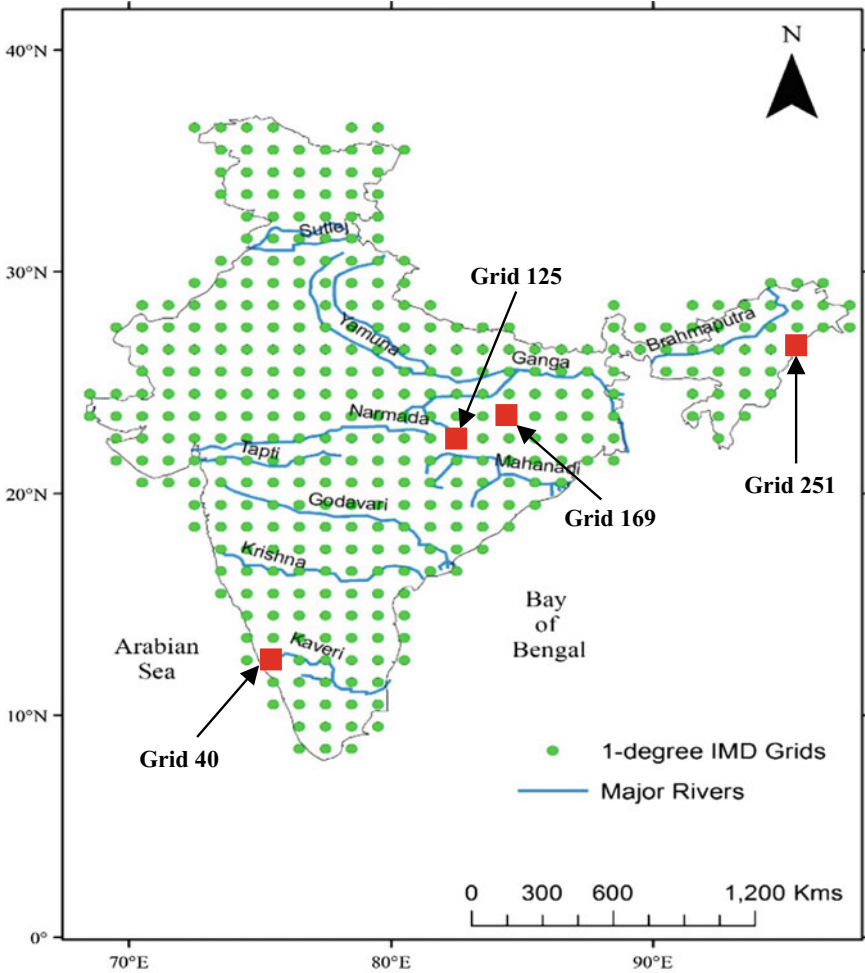 40°N
N
Sutlej
30°N
Grid 125
Yamuna
Brahmaputra
Ganga
Narmada
Tapti
Mahanadi
Grid 251
20°N
Godavari
Grid 169
Krishna
Bay
of
Bengal
Arabian
Sea
Kaveri
10°N
Grid 40
1-degree IMD Grids
Major Rivers
0 300 600 1,200 Kms
0°
70°E 80°E 90°E